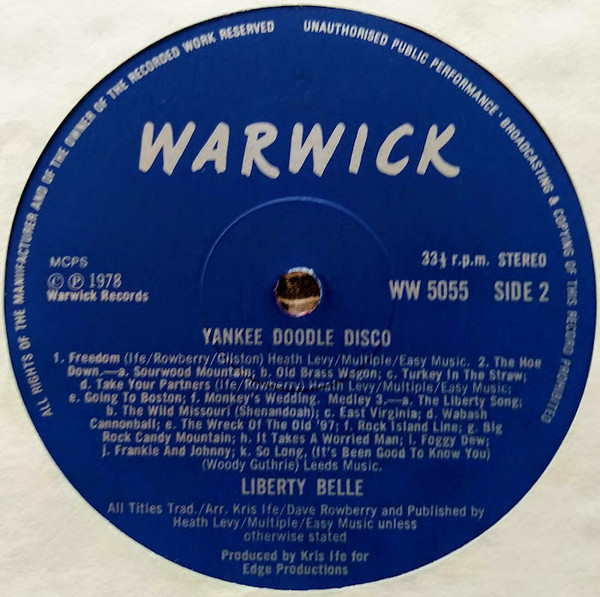 ALL RIGHTS OF THE MANUFACTURER AND OF THE OWNER OF THE RECORDED WORK RESERVED
UNAUTHORISED PUBLIC PERFORMANCE · BROADCASTING & COPYING OF THIS RECORD PROHIBITED
WARWICK
MCPS
© ℗ 1978
Warwick Records
33⅓ r.p.m. STEREO
WW 5055 SIDE 2
YANKEE DOODLE DISCO
1. Freedom (Ife/Rowberry/Gilston) Heath Levy/Multiple/Easy Music. 2. The Hoe
Down.—a. Sourwood Mountain; b. Old Brass Wagon; c. Turkey In The Straw;
d. Take Your Partners (Ife/Rowberry) Heath Levy/Multiple/Easy Music;
e. Going To Boston; f. Monkey's Wedding. Medley 3.—a. The Liberty Song;
b. The Wild Missouri (Shenandoah); c. East Virginia; d. Wabash
Cannonball; e. The Wreck Of The Old '97; f. Rock Island Line; g. Big
Rock Candy Mountain; h. It Takes A Worried Man; i. Foggy Dew;
j. Frankie And Johnny; k. So Long, (It's Been Good To Know You)
(Woody Guthrie) Leeds Music.
LIBERTY BELLE
All Titles Trad./Arr. Kris Ife/Dave Rowberry and Published by
Heath Levy/Multiple/Easy Music unless
otherwise stated
Produced by Kris Ife for
Edge Productions